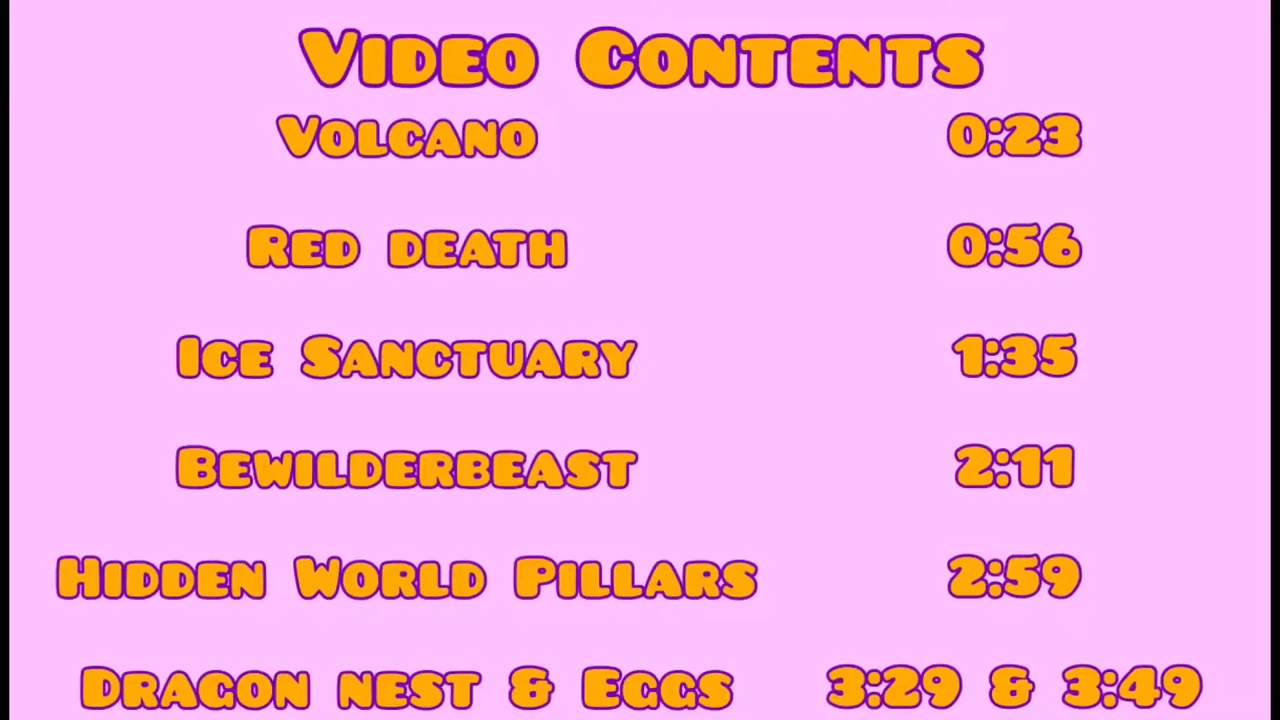 Video Contents
Volcano 0:23
Red death 0:56
Ice Sanctuary 1:35
Bewilderbeast 2:11
Hidden World Pillars 2:59
Dragon nest & Eggs 3:29 & 3:49